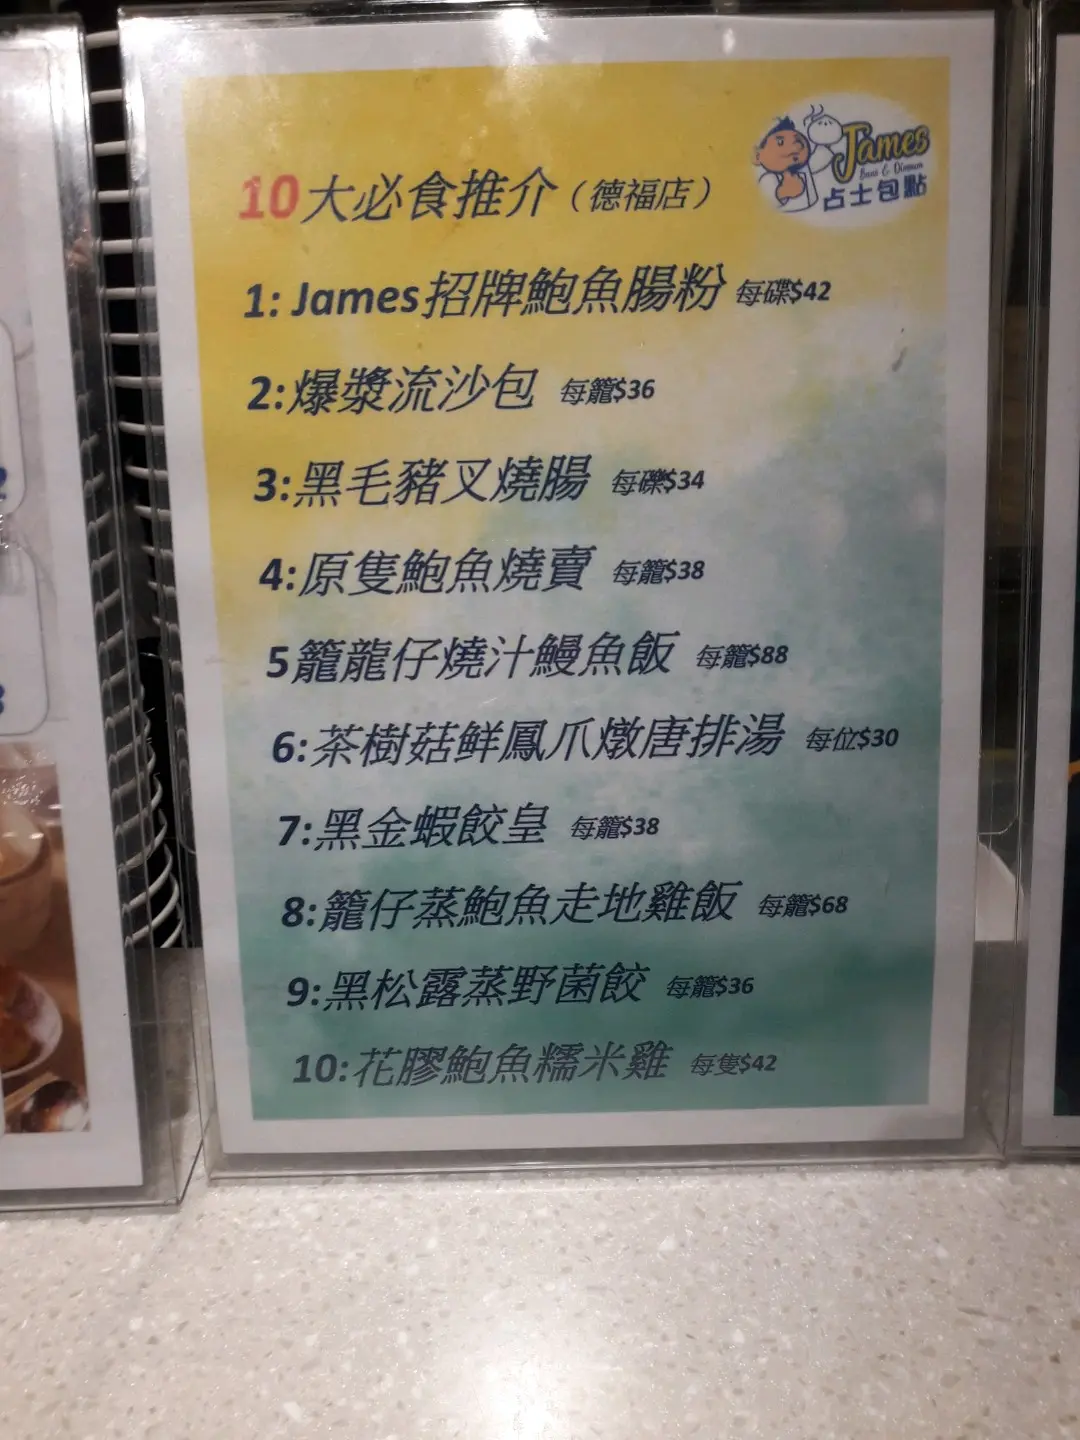 James
Buns & Dimsum
占士包點
10大必食推介（德福店）
1: James招牌鮑魚腸粉 每碟$42
2:爆漿流沙包 每籠$36
3:黑毛豬叉燒腸 每碟$34
4:原隻鮑魚燒賣 每籠$38
5籠龍仔燒汁鰻魚飯 每籠$88
6:茶樹菇鲜鳳爪燉唐排湯 每位$30
7:黑金蝦餃皇 每籠$38
8:籠仔蒸鮑魚走地雞飯 每籠$68
9:黑松露蒸野菌餃 每籠$36
10:花膠鮑魚糯米雞 每隻$42